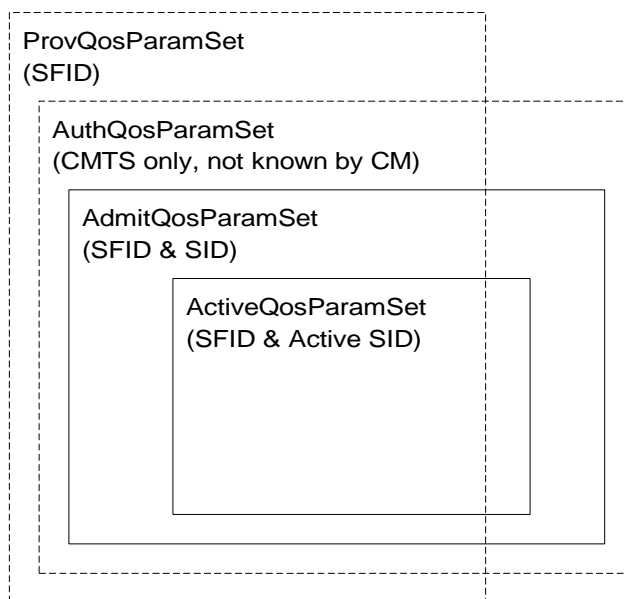 ProvQosParamSet
(SFID)
AuthQosParamSet
(CMTS only, not known by CM)
AdmitQosParamSet
(SFID & SID)
ActiveQosParamSet
(SFID & Active SID)